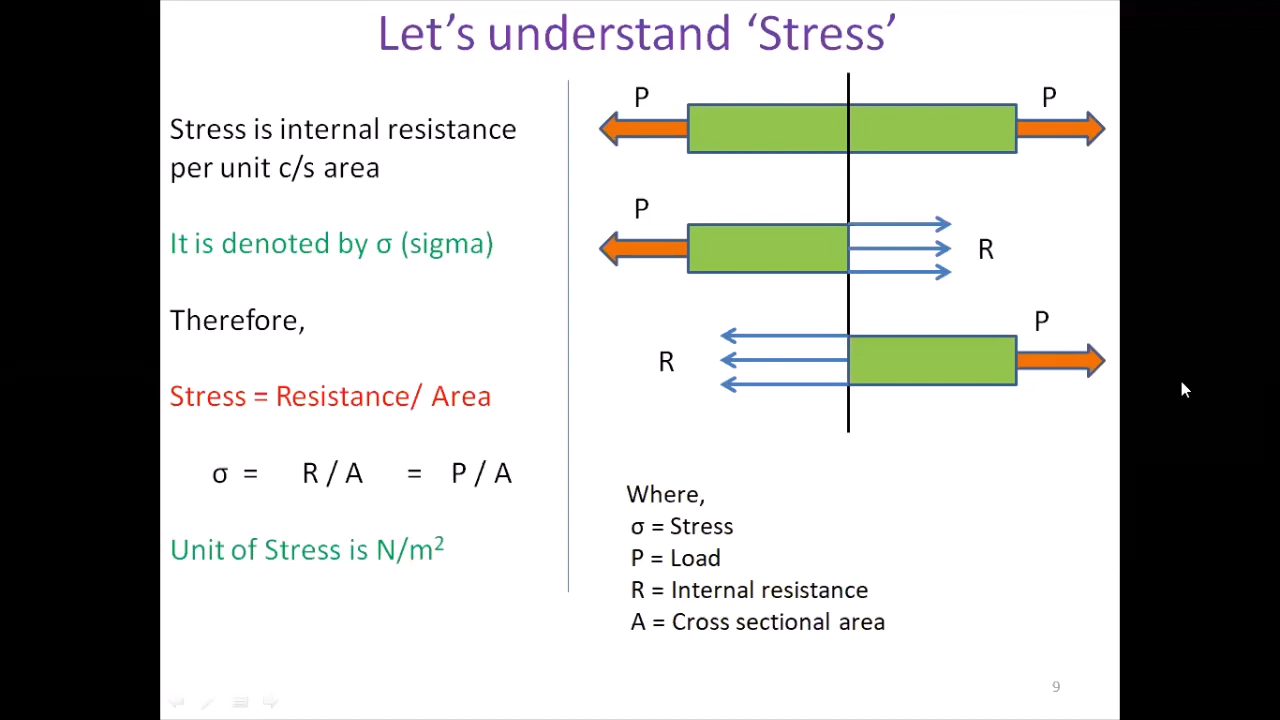 Let’s understand ‘Stress’
Stress is internal resistance
per unit c/s area
It is denoted by σ (sigma)
Therefore,
Stress = Resistance/ Area
σ = R / A = P / A
Unit of Stress is N/m²
P P
P
R
P
R
Where,
σ = Stress
P = Load
R = Internal resistance
A = Cross sectional area
9